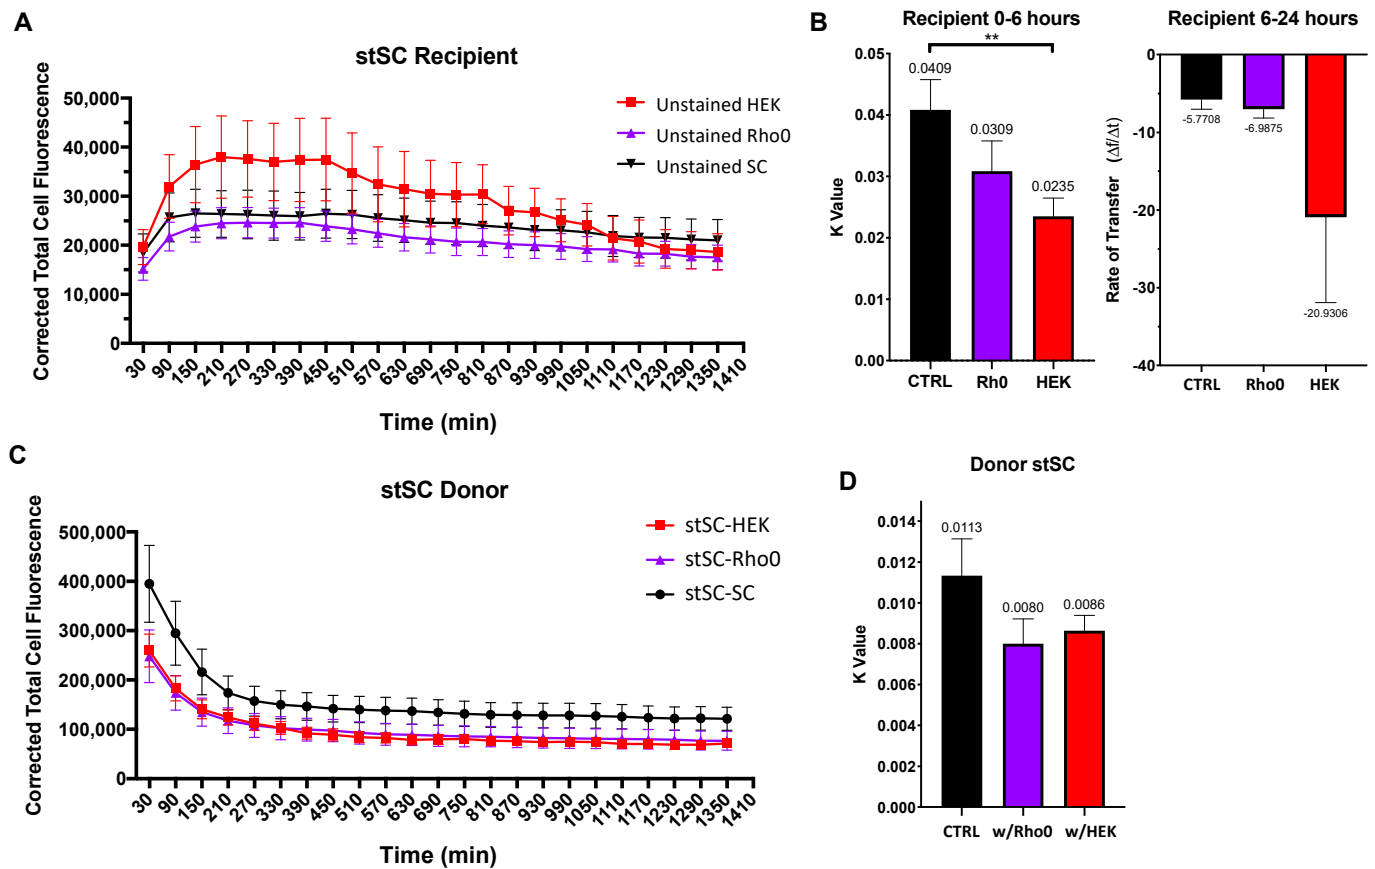 A
stSC Recipient
Corrected Total Cell Fluorescence
50,000
40,000
30,000
20,000
10,000
0
Unstained HEK
Unstained Rho0
Unstained SC
30 90 150 210 270 330 390 450 510 570 630 690 750 810 870 930 990 1050 1110 1170 1230 1290 1350 1410
Time (min)
B
Recipient 0-6 hours
**
K Value
0.05
0.04
0.03
0.02
0.01
0.00
0.0409
0.0309
0.0235
CTRL Rh0 HEK
Recipient 6-24 hours
Rate of Transfer (Δf/Δt)
0
-10
-20
-30
-40
-5.7708
-6.9875
-20.9306
CTRL Rho0 HEK
C
stSC Donor
Corrected Total Cell Fluorescence
500,000
400,000
300,000
200,000
100,000
0
stSC-HEK
stSC-Rho0
stSC-SC
30 90 150 210 270 330 390 450 510 570 630 690 750 810 870 930 990 1050 1110 1170 1230 1290 1350 1410
Time (min)
D
Donor stSC
K Value
0.014
0.012
0.010
0.008
0.006
0.004
0.002
0.000
0.0113
0.0080
0.0086
CTRL w/Rho0 w/HEK